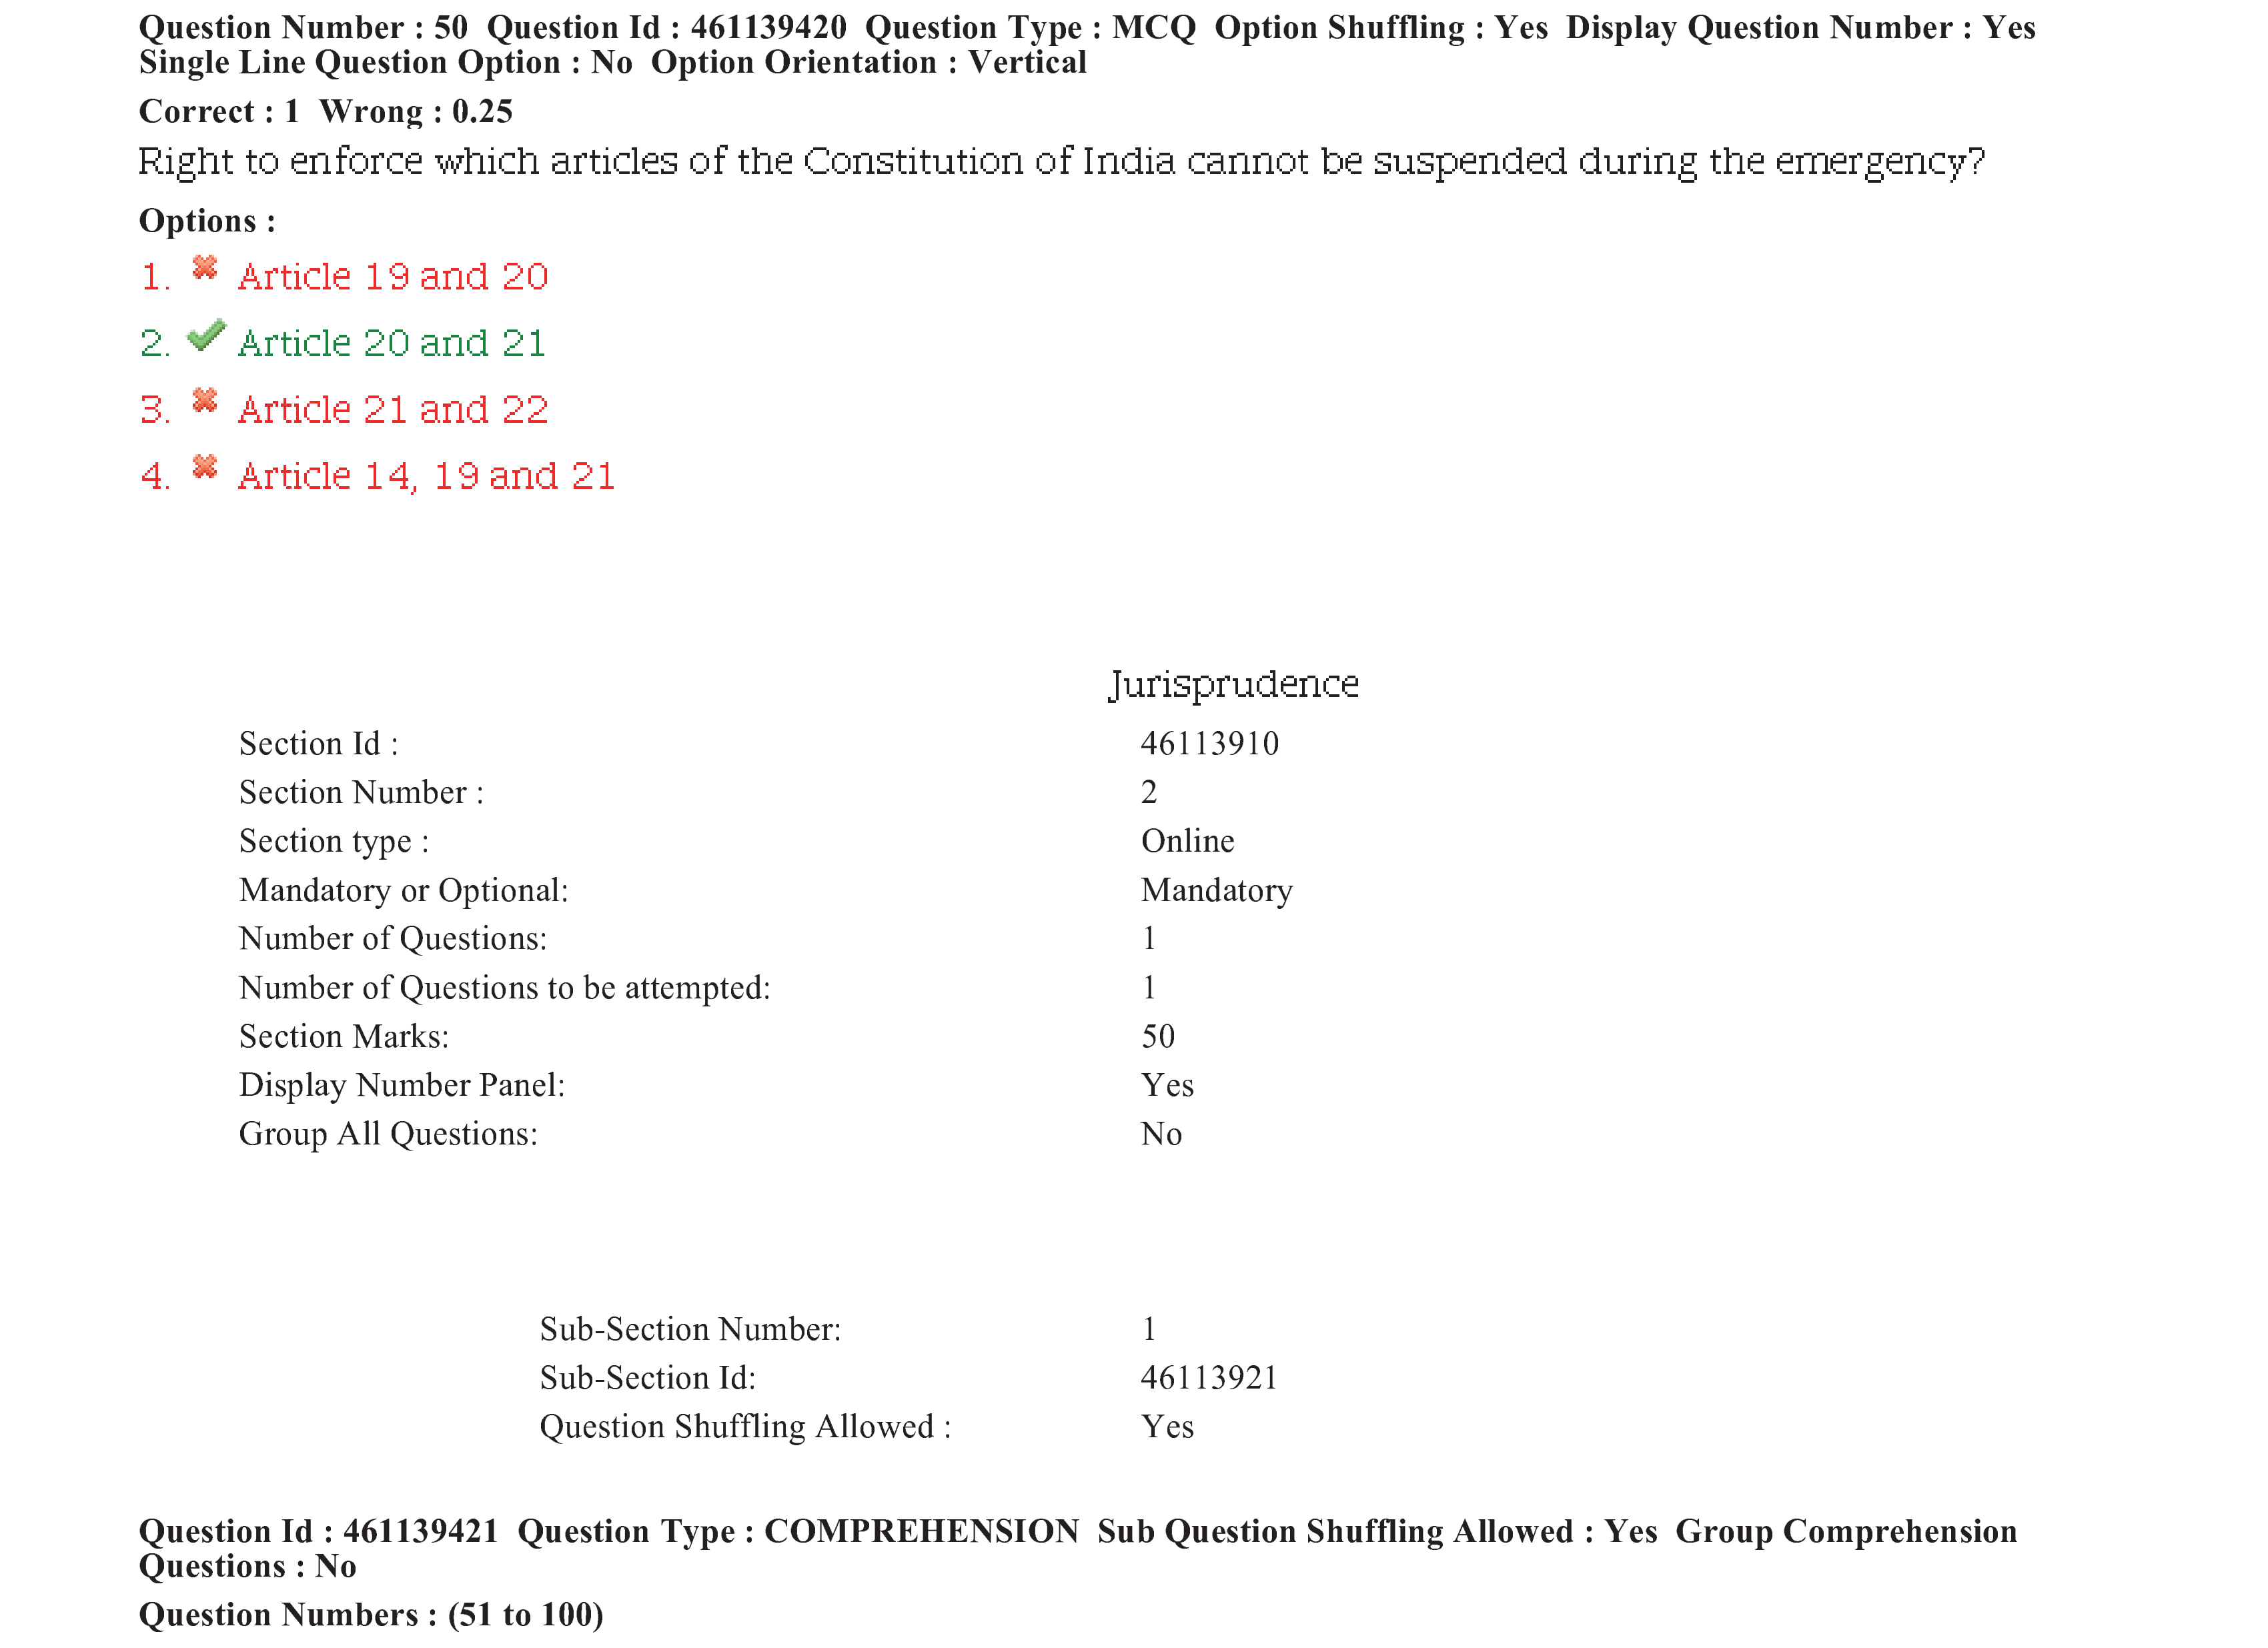 Question Number : 50 Question Id : 461139420 Question Type : MCQ Option Shuffling : Yes Display Question Number : Yes
Single Line Question Option : No Option Orientation : Vertical
Correct : 1 Wrong : 0.25
Right to enforce which articles of the Constitution of India cannot be suspended during the emergency?
Options :
1. Article 19 and 20
2. Article 20 and 21
3. Article 21 and 22
4. Article 14, 19 and 21
Jurisprudence
Section Id : 46113910
Section Number : 2
Section type : Online
Mandatory or Optional: Mandatory
Number of Questions: 1
Number of Questions to be attempted: 1
Section Marks: 50
Display Number Panel: Yes
Group All Questions: No
Sub-Section Number: 1
Sub-Section Id: 46113921
Question Shuffling Allowed : Yes
Question Id : 461139421 Question Type : COMPREHENSION Sub Question Shuffling Allowed : Yes Group Comprehension
Questions : No
Question Numbers : (51 to 100)